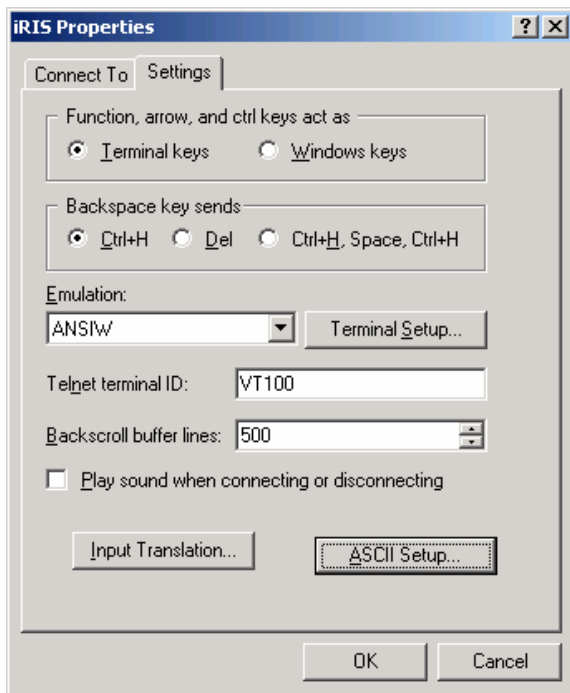 iRIS Properties
Connect To Settings
Function, arrow, and ctrl keys act as
Terminal keys Windows keys
Backspace key sends
Ctrl+H Del Ctrl+H, Space, Ctrl+H
Emulation:
ANSIW Terminal Setup...
Telnet terminal ID: VT100
Backscroll buffer lines: 500
Play sound when connecting or disconnecting
Input Translation... ASCII Setup...
OK Cancel